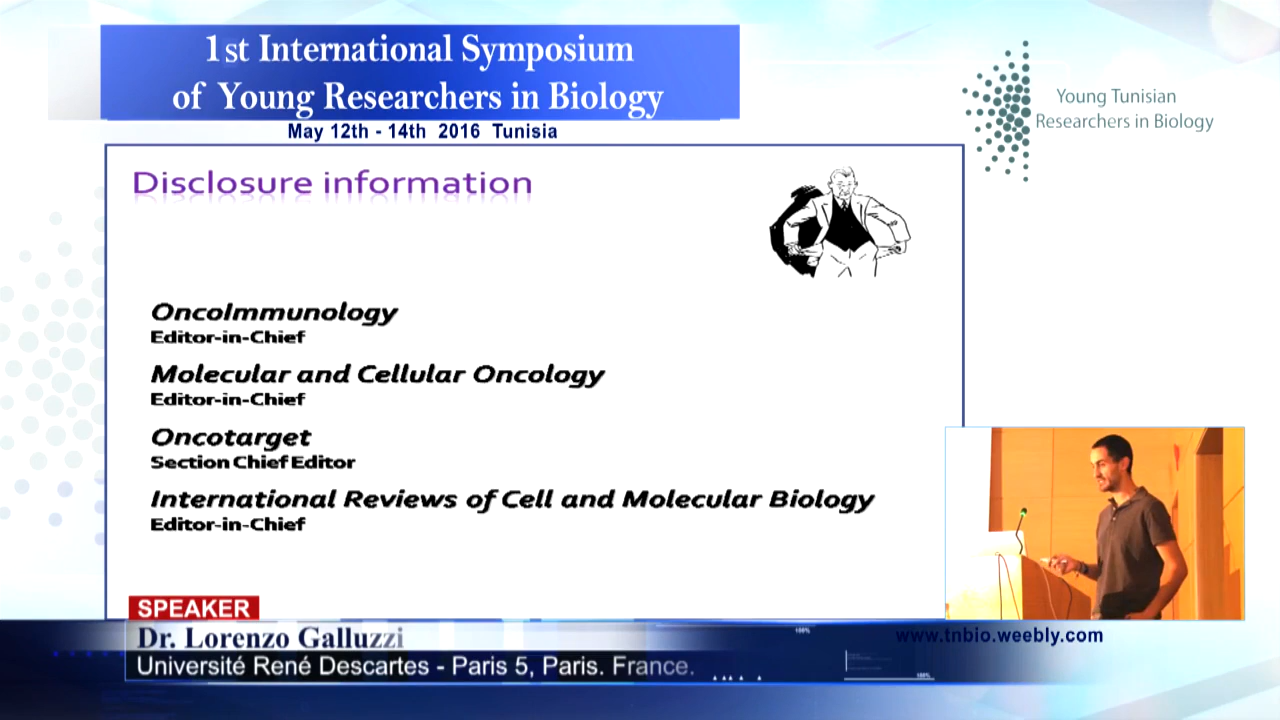 1st International Symposium
of Young Researchers in Biology
May 12th - 14th 2016 Tunisia
Young Tunisian
Researchers in Biology
Disclosure information
OncoImmunology
Editor-in-Chief
Molecular and Cellular Oncology
Editor-in-Chief
Oncotarget
Section Chief Editor
International Reviews of Cell and Molecular Biology
Editor-in-Chief
SPEAKER
Dr. Lorenzo Galluzzi
Université René Descartes - Paris 5, Paris. France.
100%
www.tnbio.weebly.com
100%